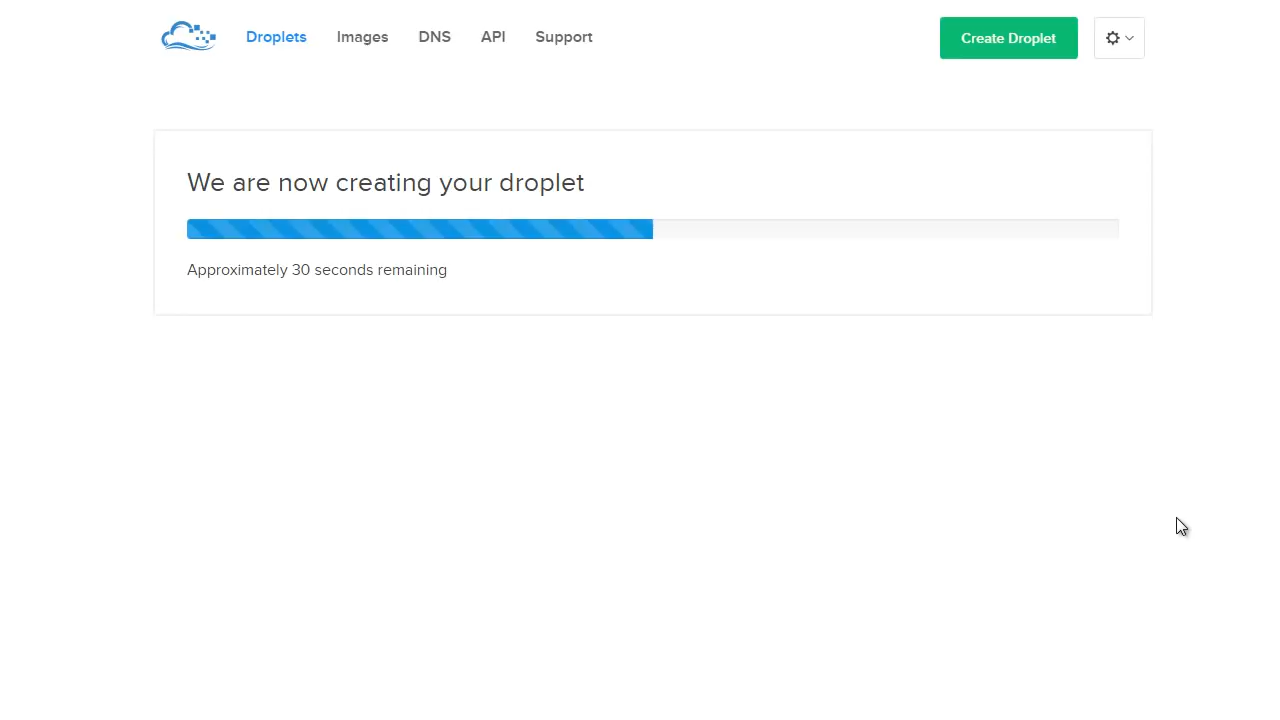 Droplets Images DNS API Support Create Droplet
We are now creating your droplet
Approximately 30 seconds remaining